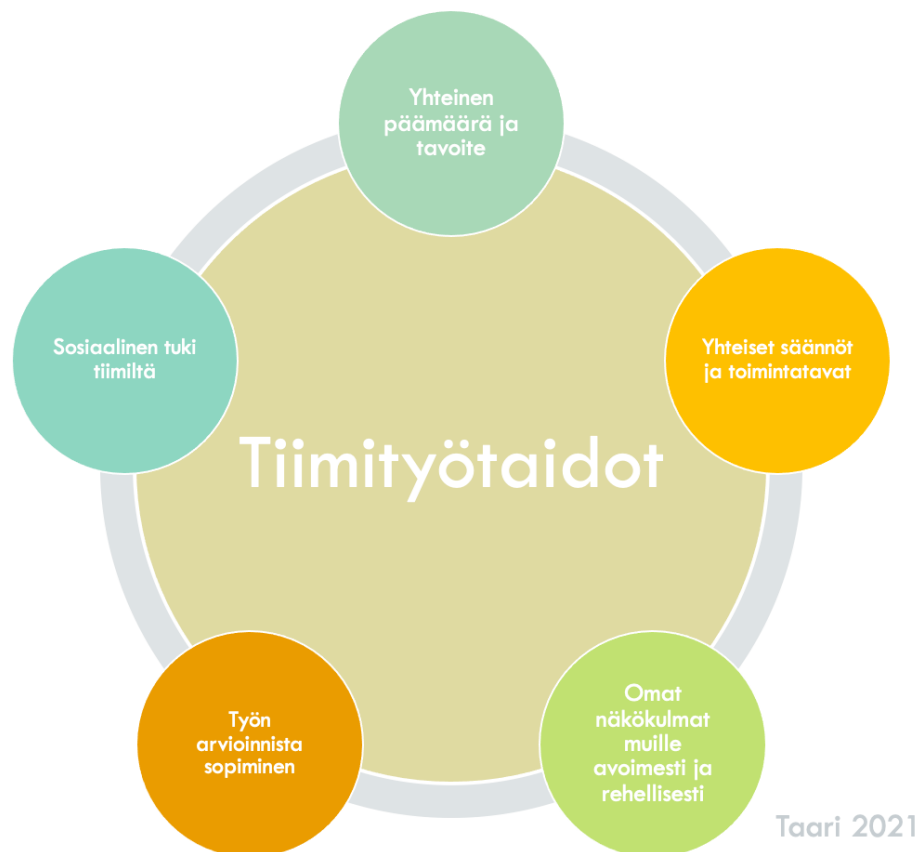 Yhteinen
päämäärä ja
tavoite
Sosiaalinen tuki
tiimiltä
Yhteiset säännöt
ja toimintatavat
Tiimityötaidot
Työn
arvioinnista
sopiminen
Omat
näkökulmat
muille
avoimesti ja
rehellisesti
Taari 2021